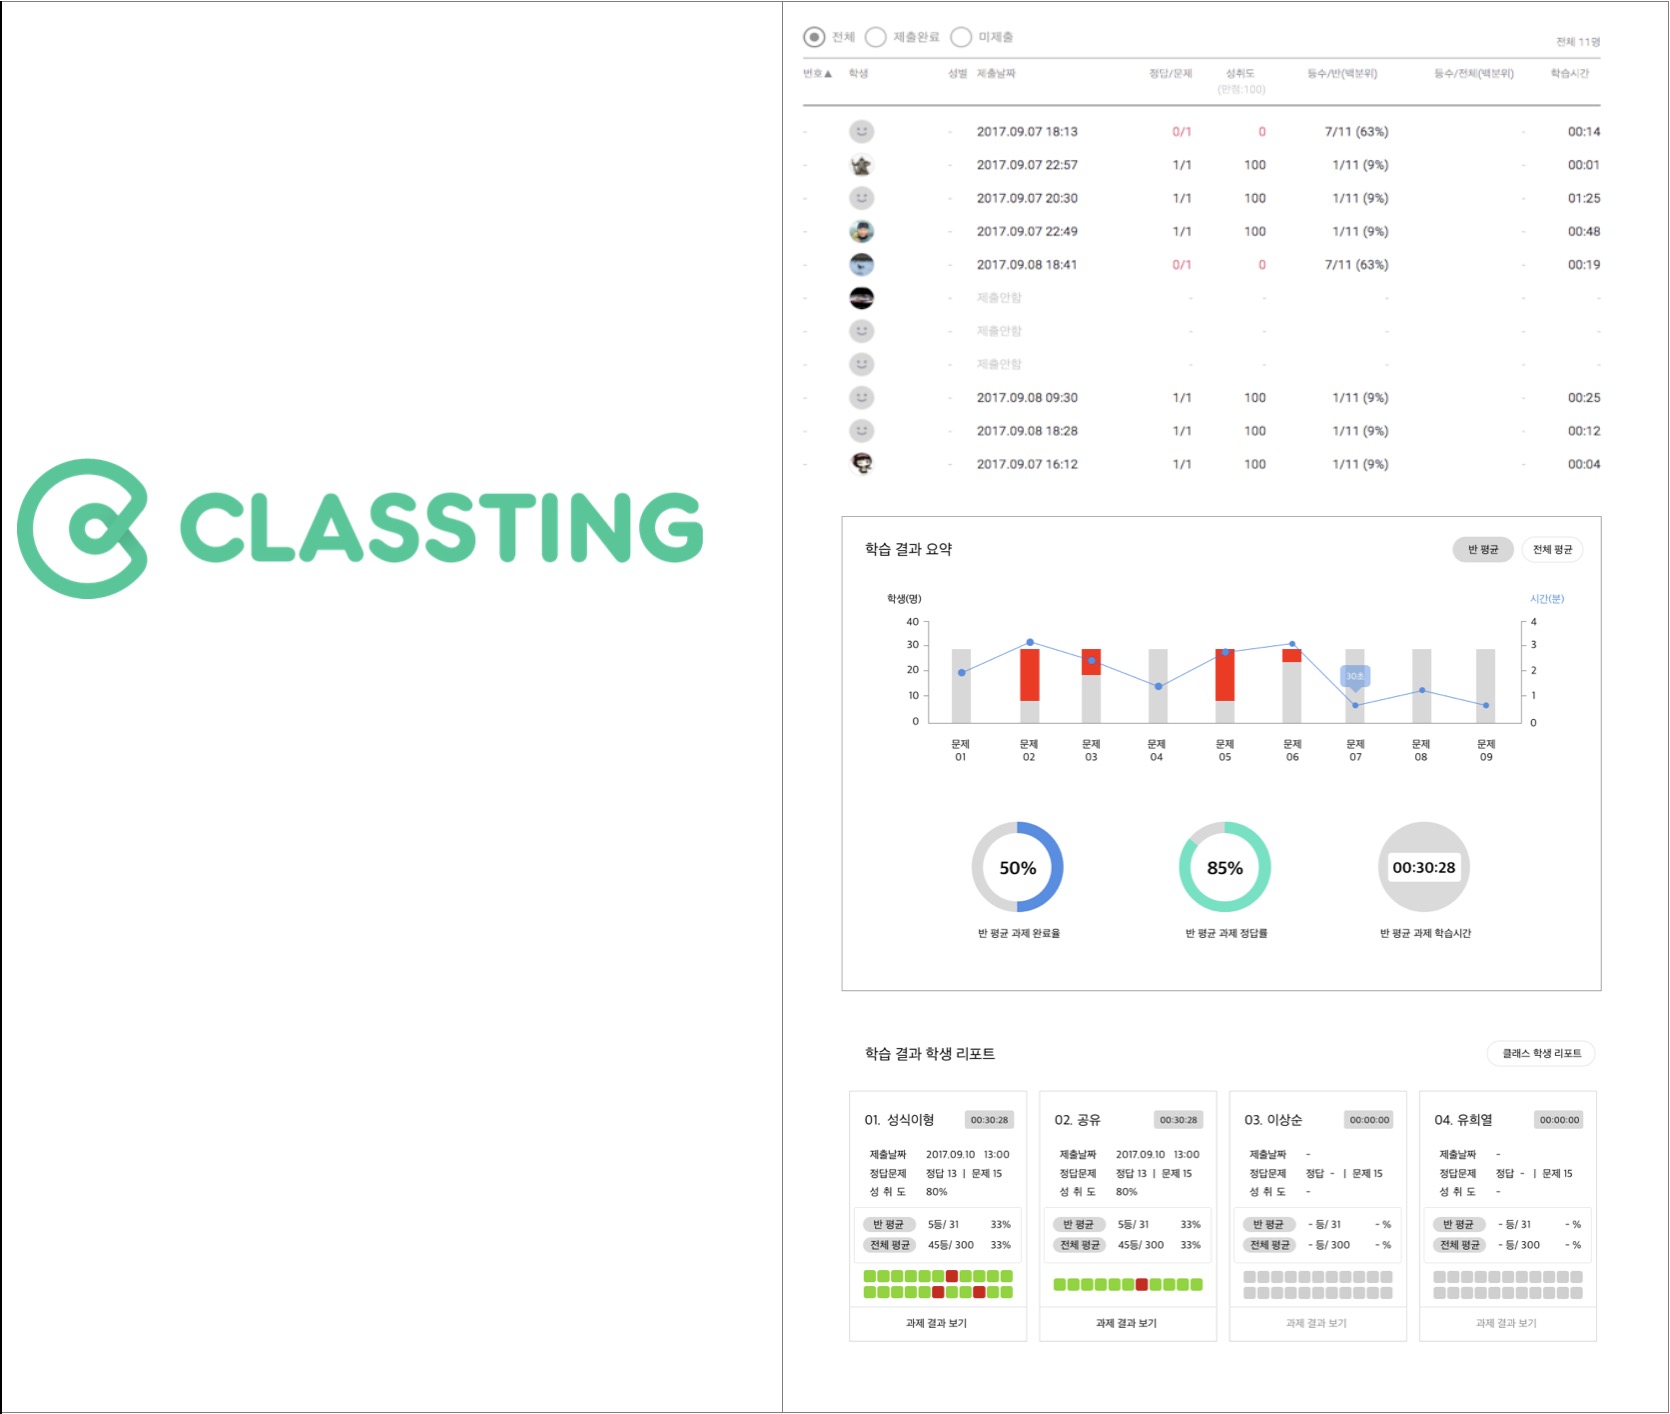 CLASSTING
전체 제출완료 미제출
전체 11명
번호▲ 학생 성별 제출날짜 정답/문제 성취도 등수/반(백분위) 등수/전체(백분위) 학습시간
(만점:100)
- - 2017.09.07 18:13 0/1 0 7/11 (63%) - 00:14
- - 2017.09.07 22:57 1/1 100 1/11 (9%) - 00:01
- - 2017.09.07 20:30 1/1 100 1/11 (9%) - 01:25
- - 2017.09.07 22:49 1/1 100 1/11 (9%) - 00:48
- - 2017.09.08 18:41 0/1 0 7/11 (63%) - 00:19
- - 제출안함 - - - - -
- - 제출안함 - - - - -
- - 제출안함 - - - - -
- - 2017.09.08 09:30 1/1 100 1/11 (9%) - 00:25
- - 2017.09.08 18:28 1/1 100 1/11 (9%) - 00:12
- - 2017.09.07 16:12 1/1 100 1/11 (9%) - 00:04
학습 결과 요약 반 평균 전체 평균
학생(명) 시간(분)
40 4
30 3
20 2
30초
10 1
0 0
문제 문제 문제 문제 문제 문제 문제 문제 문제
01 02 03 04 05 06 07 08 09
50% 85% 00:30:28
반 평균 과제 완료율 반 평균 과제 정답률 반 평균 과제 학습시간
학습 결과 학생 리포트 클래스 학생 리포트
01. 성식이형 00:30:28
제출날짜 2017.09.10 13:00
정답문제 정답 13 | 문제 15
성 취 도 80%
반 평균 5등/ 31 33%
전체 평균 45등/ 300 33%
과제 결과 보기
02. 공유 00:30:28
제출날짜 2017.09.10 13:00
정답문제 정답 13 | 문제 15
성 취 도 80%
반 평균 5등/ 31 33%
전체 평균 45등/ 300 33%
과제 결과 보기
03. 이상순 00:00:00
제출날짜 -
정답문제 정답 - | 문제 15
성 취 도 -
반 평균 - 등/ 31 - %
전체 평균 - 등/ 300 - %
과제 결과 보기
04. 유희열 00:00:00
제출날짜 -
정답문제 정답 - | 문제 15
성 취 도 -
반 평균 - 등/ 31 - %
전체 평균 - 등/ 300 - %
과제 결과 보기